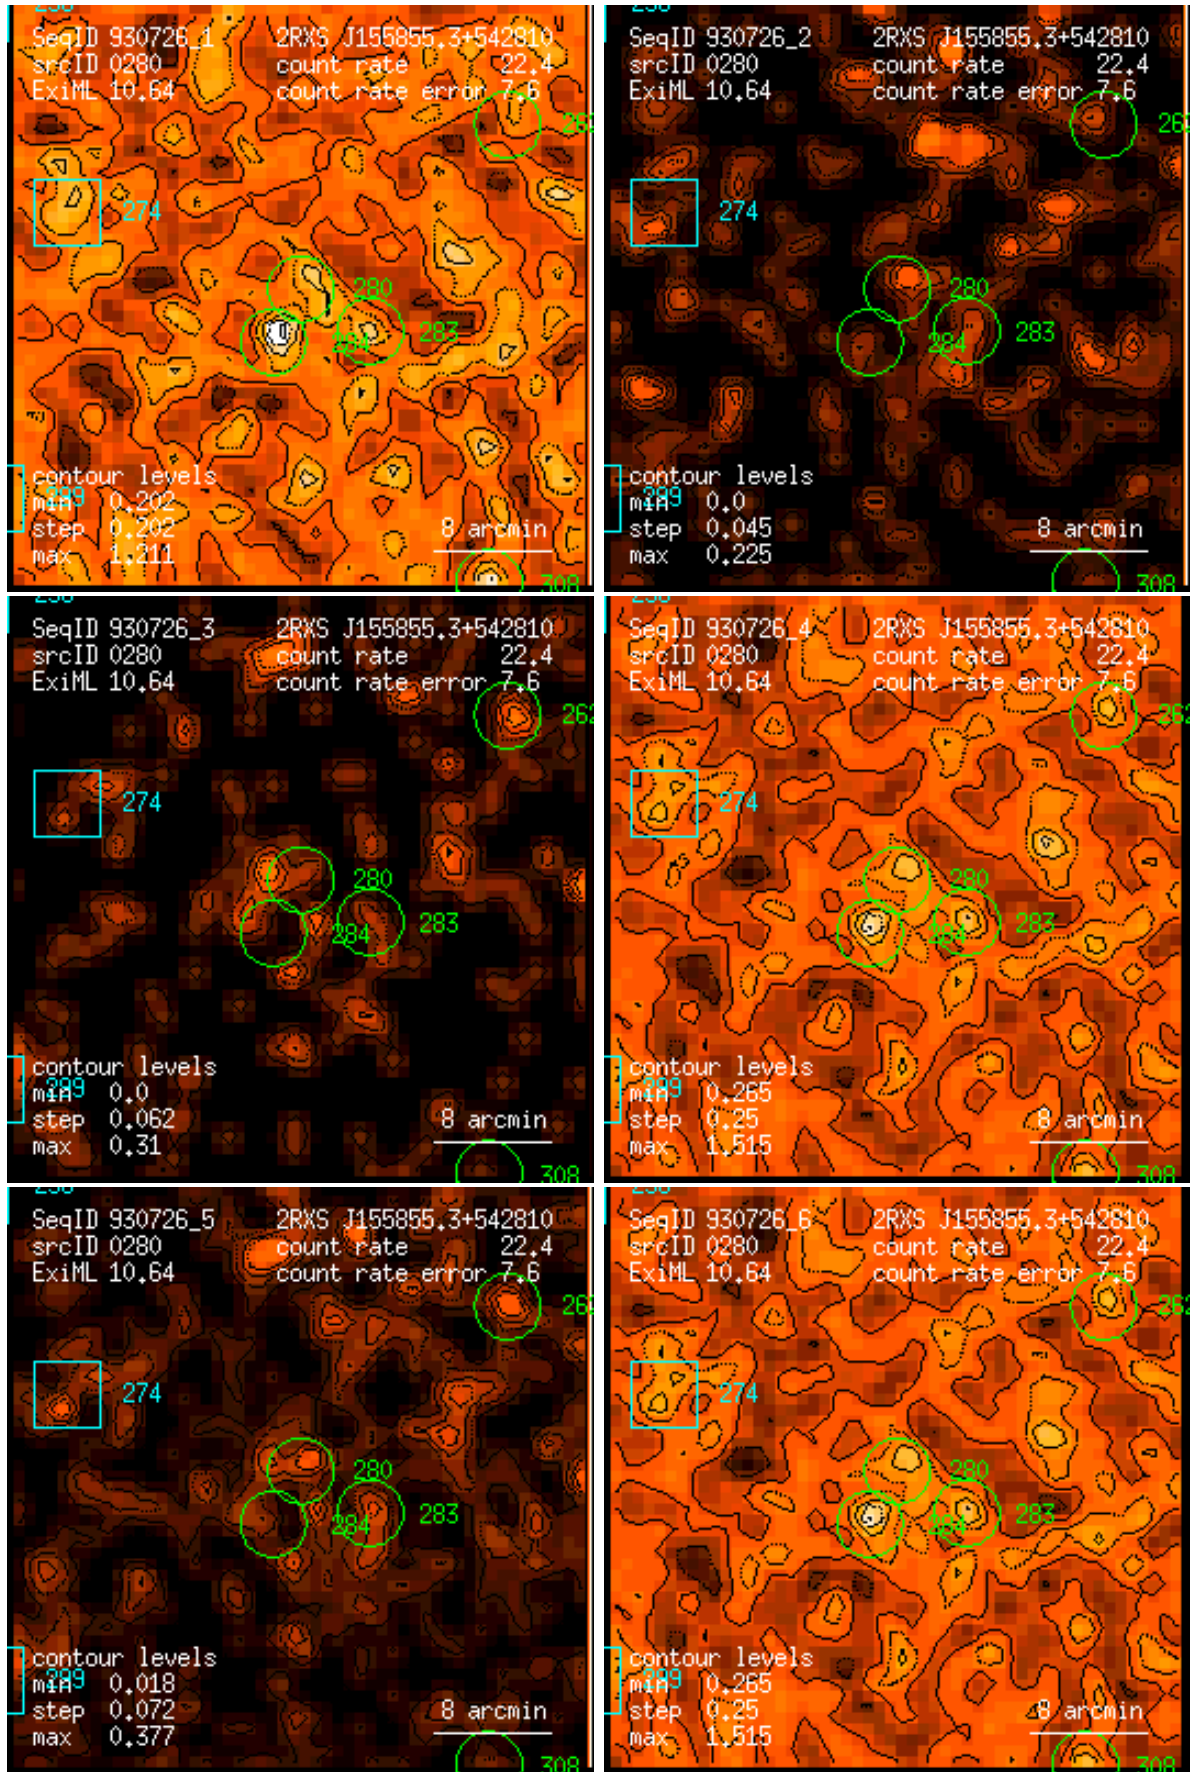 SeqID 930726_1 2RXS J155855.3+542810
srcID 0280 count rate 22.4
ExiML 10.64 count rate error 7.6
274
280
283
284
contour levels
min 0.202
299
step 0.202
8 arcmin
max 1.211
308
SeqID 930726_2 2RXS J155855.3+542810
srcID 0280 count rate 22.4
ExiML 10.64 count rate error 7.6
274
280
283
284
contour levels
min 0.0
299
step 0.045
8 arcmin
max 0.225
308
SeqID 930726_3 2RXS J155855.3+542810
srcID 0280 count rate 22.4
ExiML 10.64 count rate error 7.6
274
280
283
284
contour levels
min 0.0
299
step 0.062
8 arcmin
max 0.31
308
SeqID 930726_4 2RXS J155855.3+542810
srcID 0280 count rate 22.4
ExiML 10.64 count rate error 7.6
274
280
283
284
contour levels
min 0.265
299
step 0.25
8 arcmin
max 1.515
308
SeqID 930726_5 2RXS J155855.3+542810
srcID 0280 count rate 22.4
ExiML 10.64 count rate error 7.6
274
280
283
284
contour levels
min 0.018
299
step 0.072
8 arcmin
max 0.377
308
SeqID 930726_6 2RXS J155855.3+542810
srcID 0280 count rate 22.4
ExiML 10.64 count rate error 7.6
274
280
283
284
contour levels
min 0.265
299
step 0.25
8 arcmin
max 1.515
308